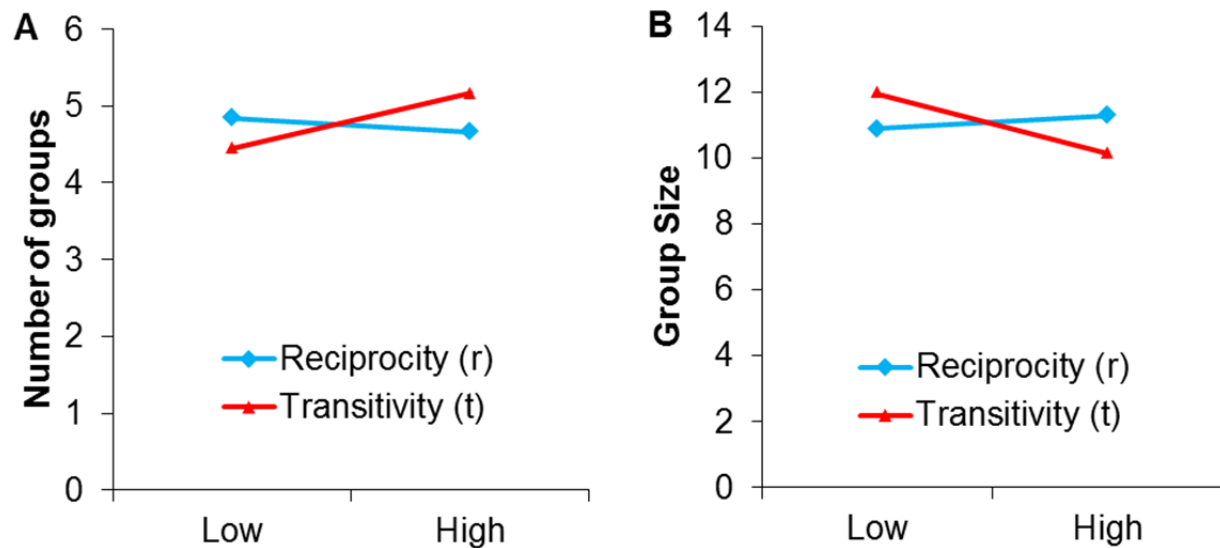 A
Number of groups
6
5
4
3
2
1
0
Reciprocity (r)
Transitivity (t)
Low
High
B
Group Size
14
12
10
8
6
4
2
0
Reciprocity (r)
Transitivity (t)
Low
High